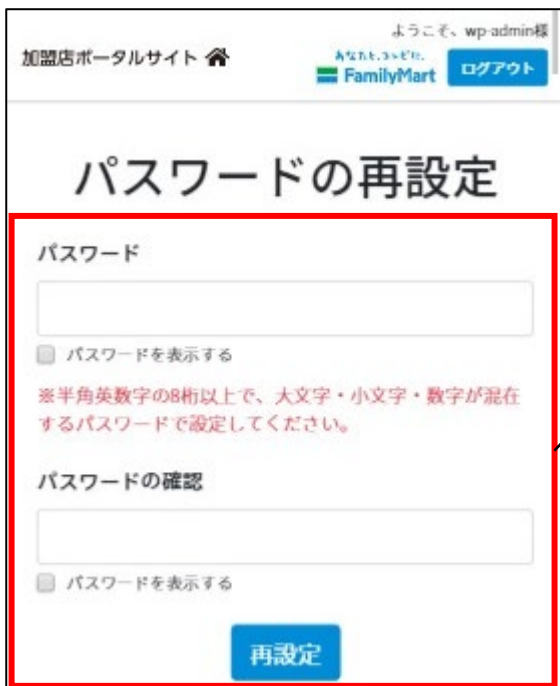 ようこそ、wp-admin様
加盟店ポータルサイト
あなたと、コンビに、
FamilyMart
ログアウト
パスワードの再設定
パスワード
パスワードを表示する
※半角英数字の8桁以上で、大文字・小文字・数字が混在
するパスワードで設定してください。
パスワードの確認
パスワードを表示する
再設定